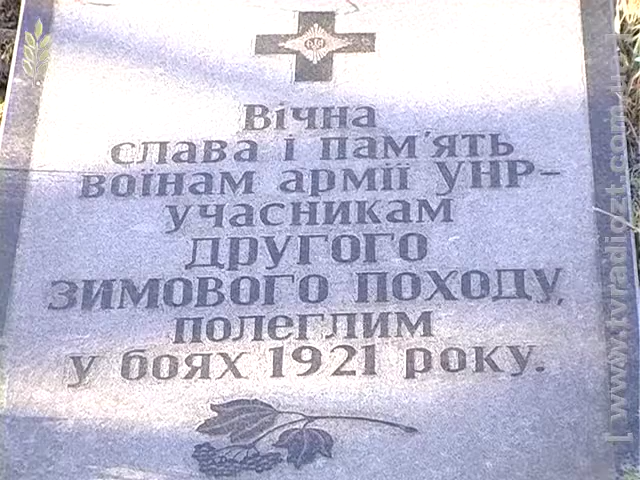 Вічна
слава і пам'ять
воїнам армії УНР–
учасникам
другого
зимового походу,
полеглим
у боях 1921 року.